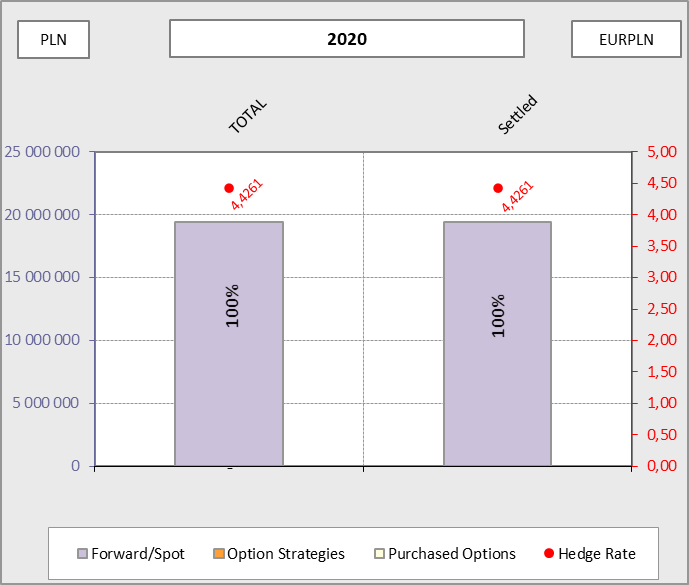 PLN
2020
EURPLN
TOTAL
Settled
25 000 000
20 000 000
15 000 000
10 000 000
5 000 000
0
5,00
4,50
4,00
3,50
3,00
2,50
2,00
1,50
1,00
0,50
0,00
4,4261
4,4261
100%
100%
-
Forward/Spot
Option Strategies
Purchased Options
Hedge Rate